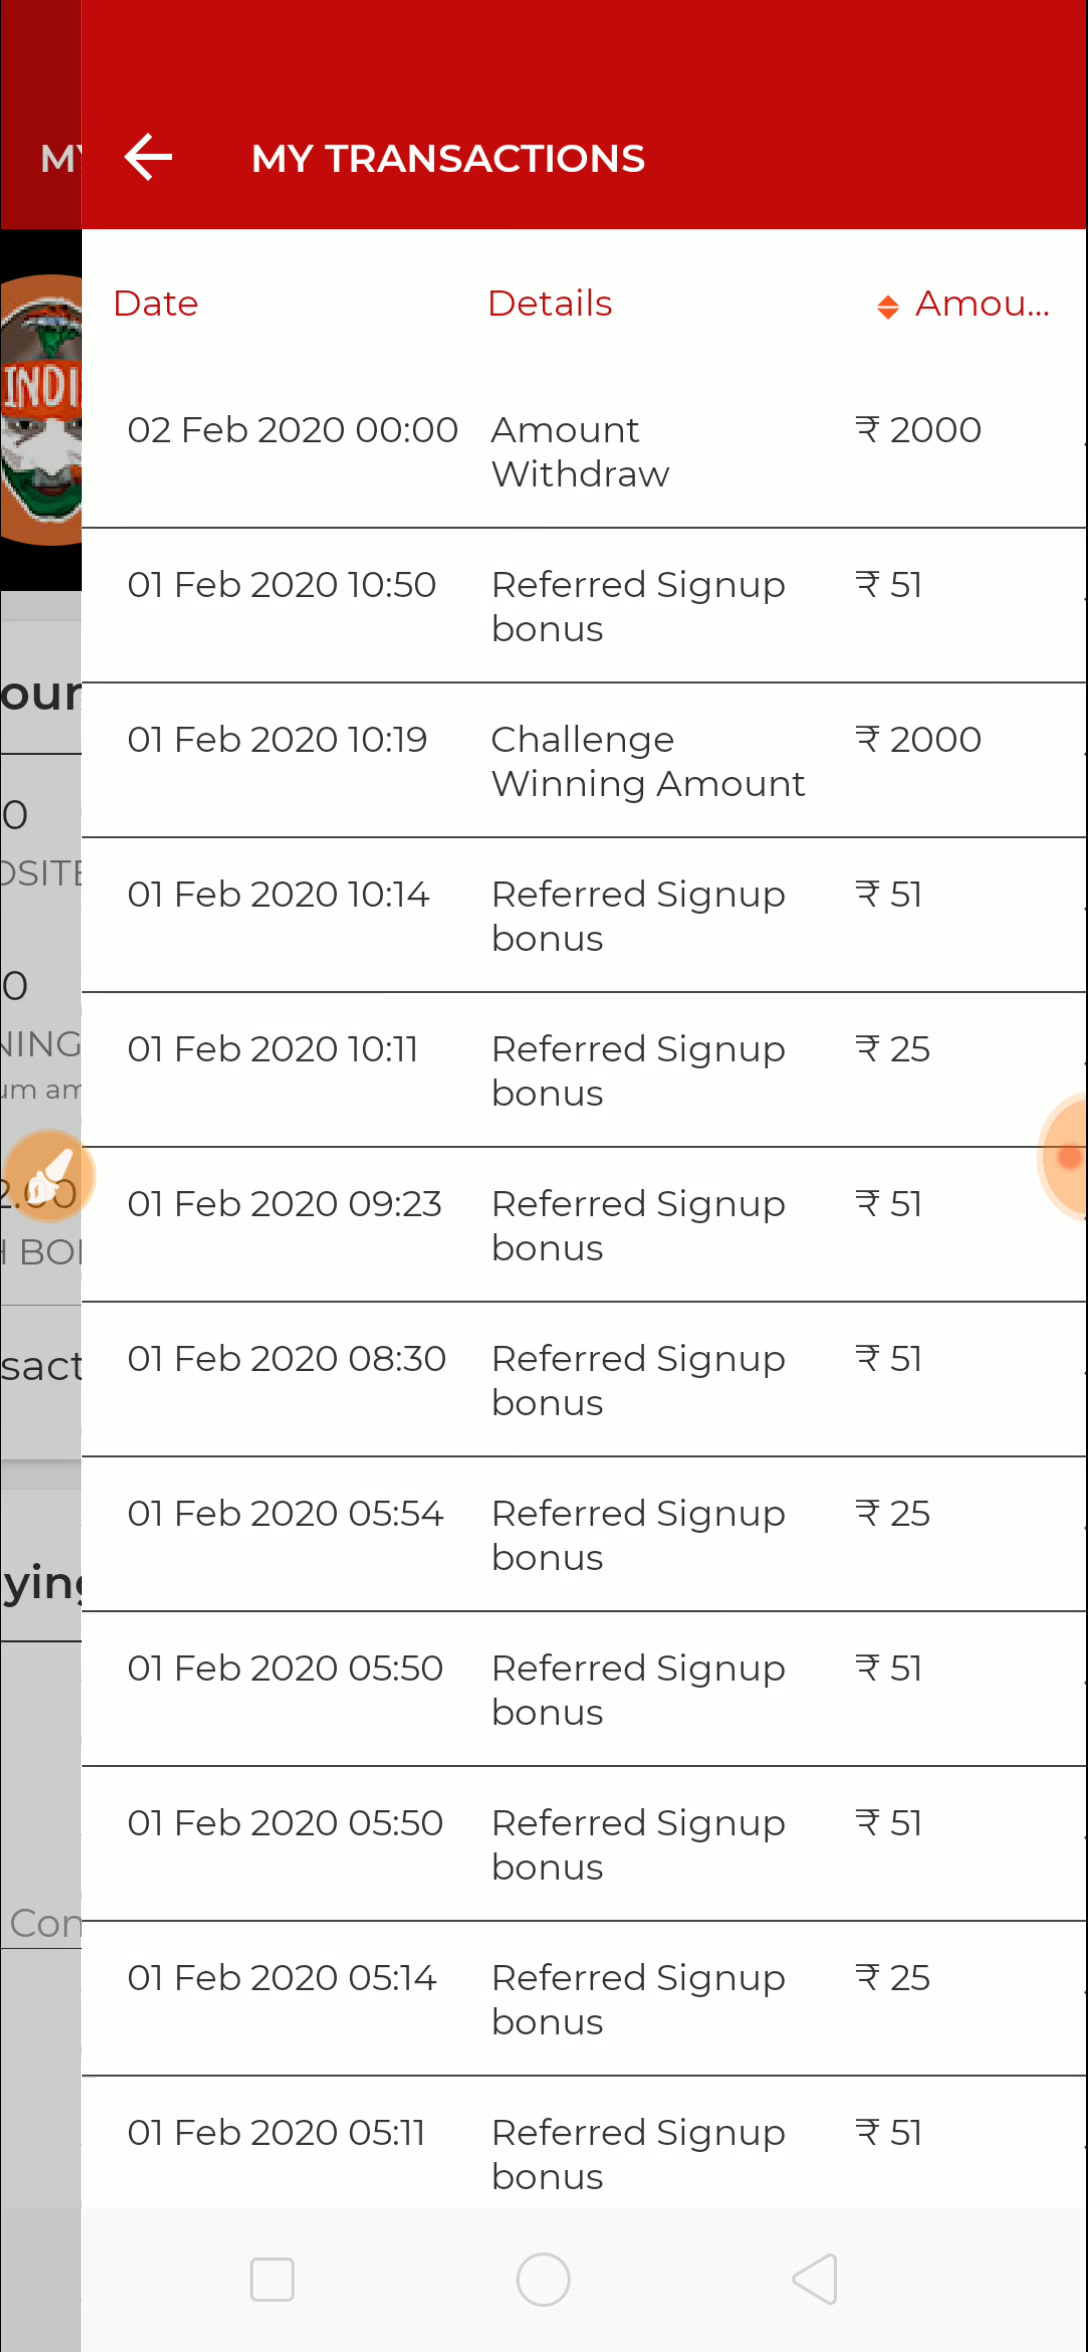 MY TRANSACTIONS
Date Details Amou...
02 Feb 2020 00:00 Amount ₹ 2000
Withdraw
01 Feb 2020 10:50 Referred Signup ₹ 51
bonus
01 Feb 2020 10:19 Challenge ₹ 2000
Winning Amount
01 Feb 2020 10:14 Referred Signup ₹ 51
bonus
01 Feb 2020 10:11 Referred Signup ₹ 25
bonus
01 Feb 2020 09:23 Referred Signup ₹ 51
bonus
01 Feb 2020 08:30 Referred Signup ₹ 51
bonus
01 Feb 2020 05:54 Referred Signup ₹ 25
bonus
01 Feb 2020 05:50 Referred Signup ₹ 51
bonus
01 Feb 2020 05:50 Referred Signup ₹ 51
bonus
01 Feb 2020 05:14 Referred Signup ₹ 25
bonus
01 Feb 2020 05:11 Referred Signup ₹ 51
bonus